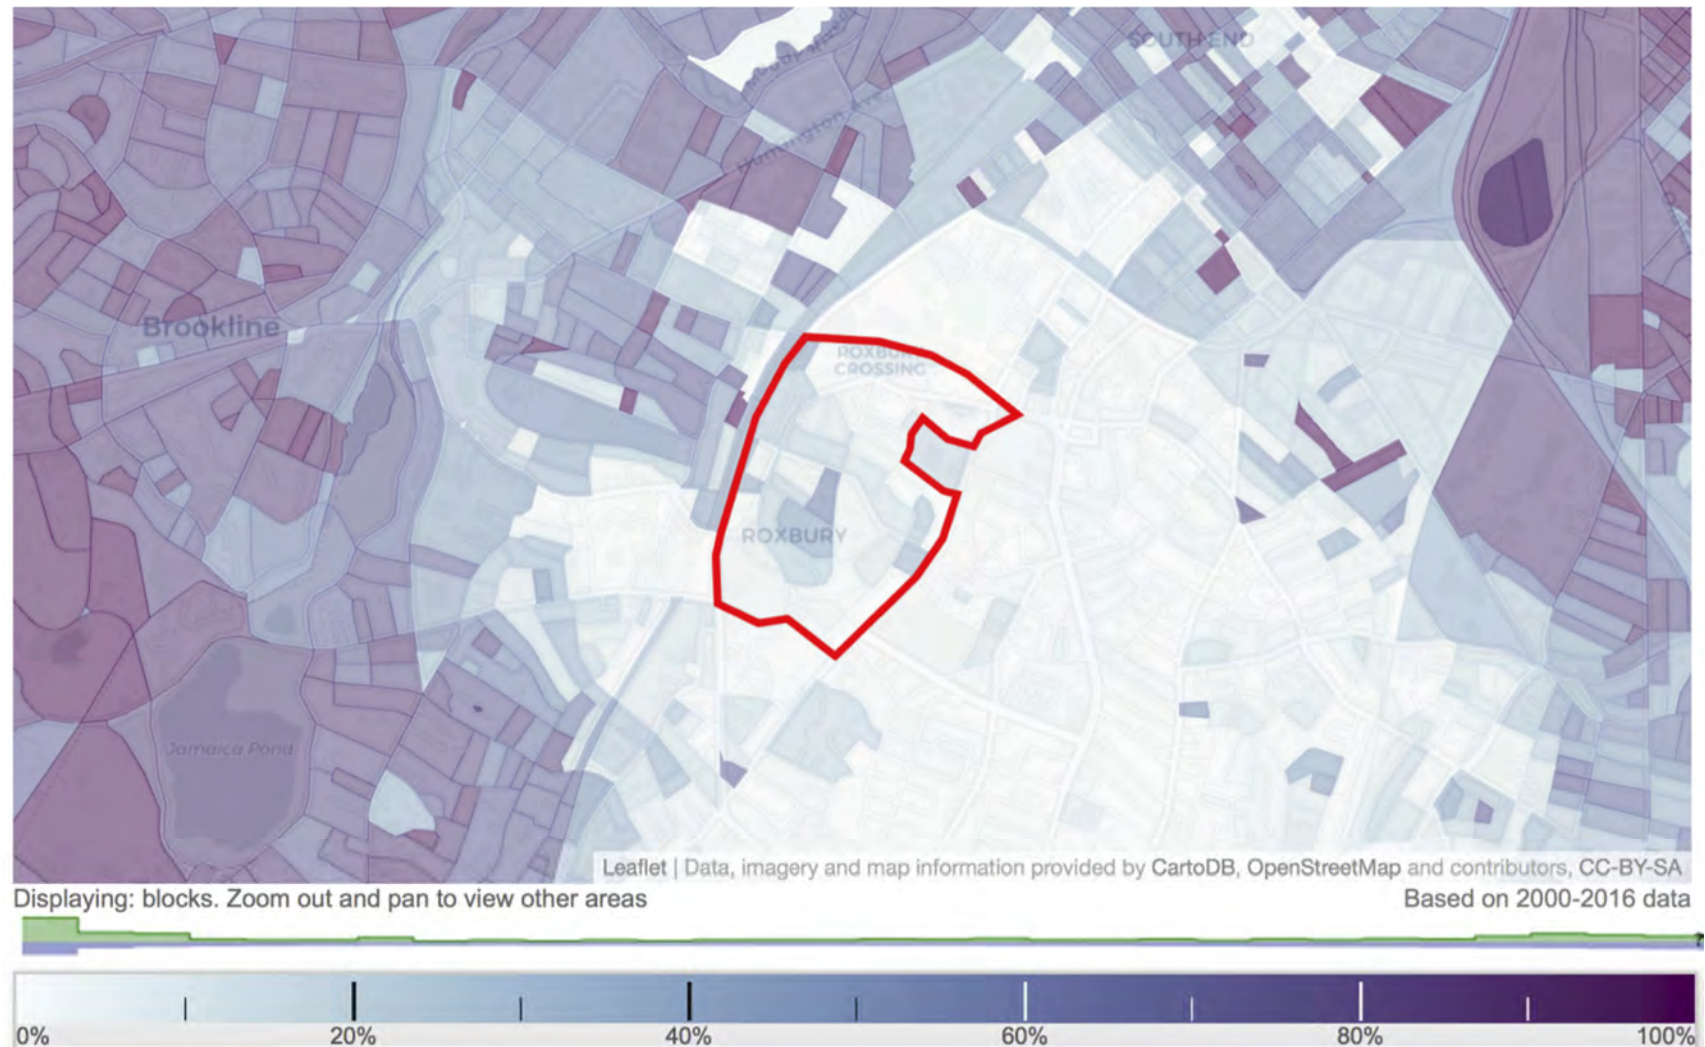 SOUTH END
Huntington Ave
Brookline
ROXBURY
CROSSING
ROXBURY
Jamaica Pond
Leaflet | Data, imagery and map information provided by CartoDB, OpenStreetMap and contributors, CC-BY-SA
Displaying: blocks. Zoom out and pan to view other areas
Based on 2000-2016 data
0% 20% 40% 60% 80% 100%